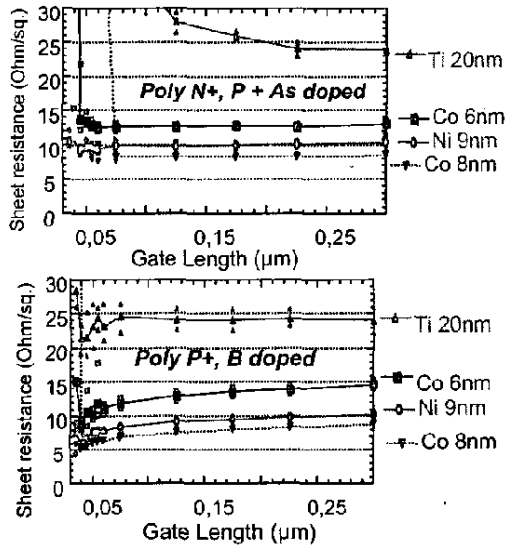 Sheet resistance (Ohm/sq.)
30
25
20
15
10
5
0
Poly N+, P + As doped
Ti 20nm
Co 6nm
Ni 9nm
Co 8nm
0,05
0,15
0,25
Gate Length (µm)
Sheet resistance (Ohm/sq.)
30
25
20
15
10
5
0
Poly P+, B doped
Ti 20nm
Co 6nm
Ni 9nm
Co 8nm
0,05
0,15
0,25
Gate Length (µm)